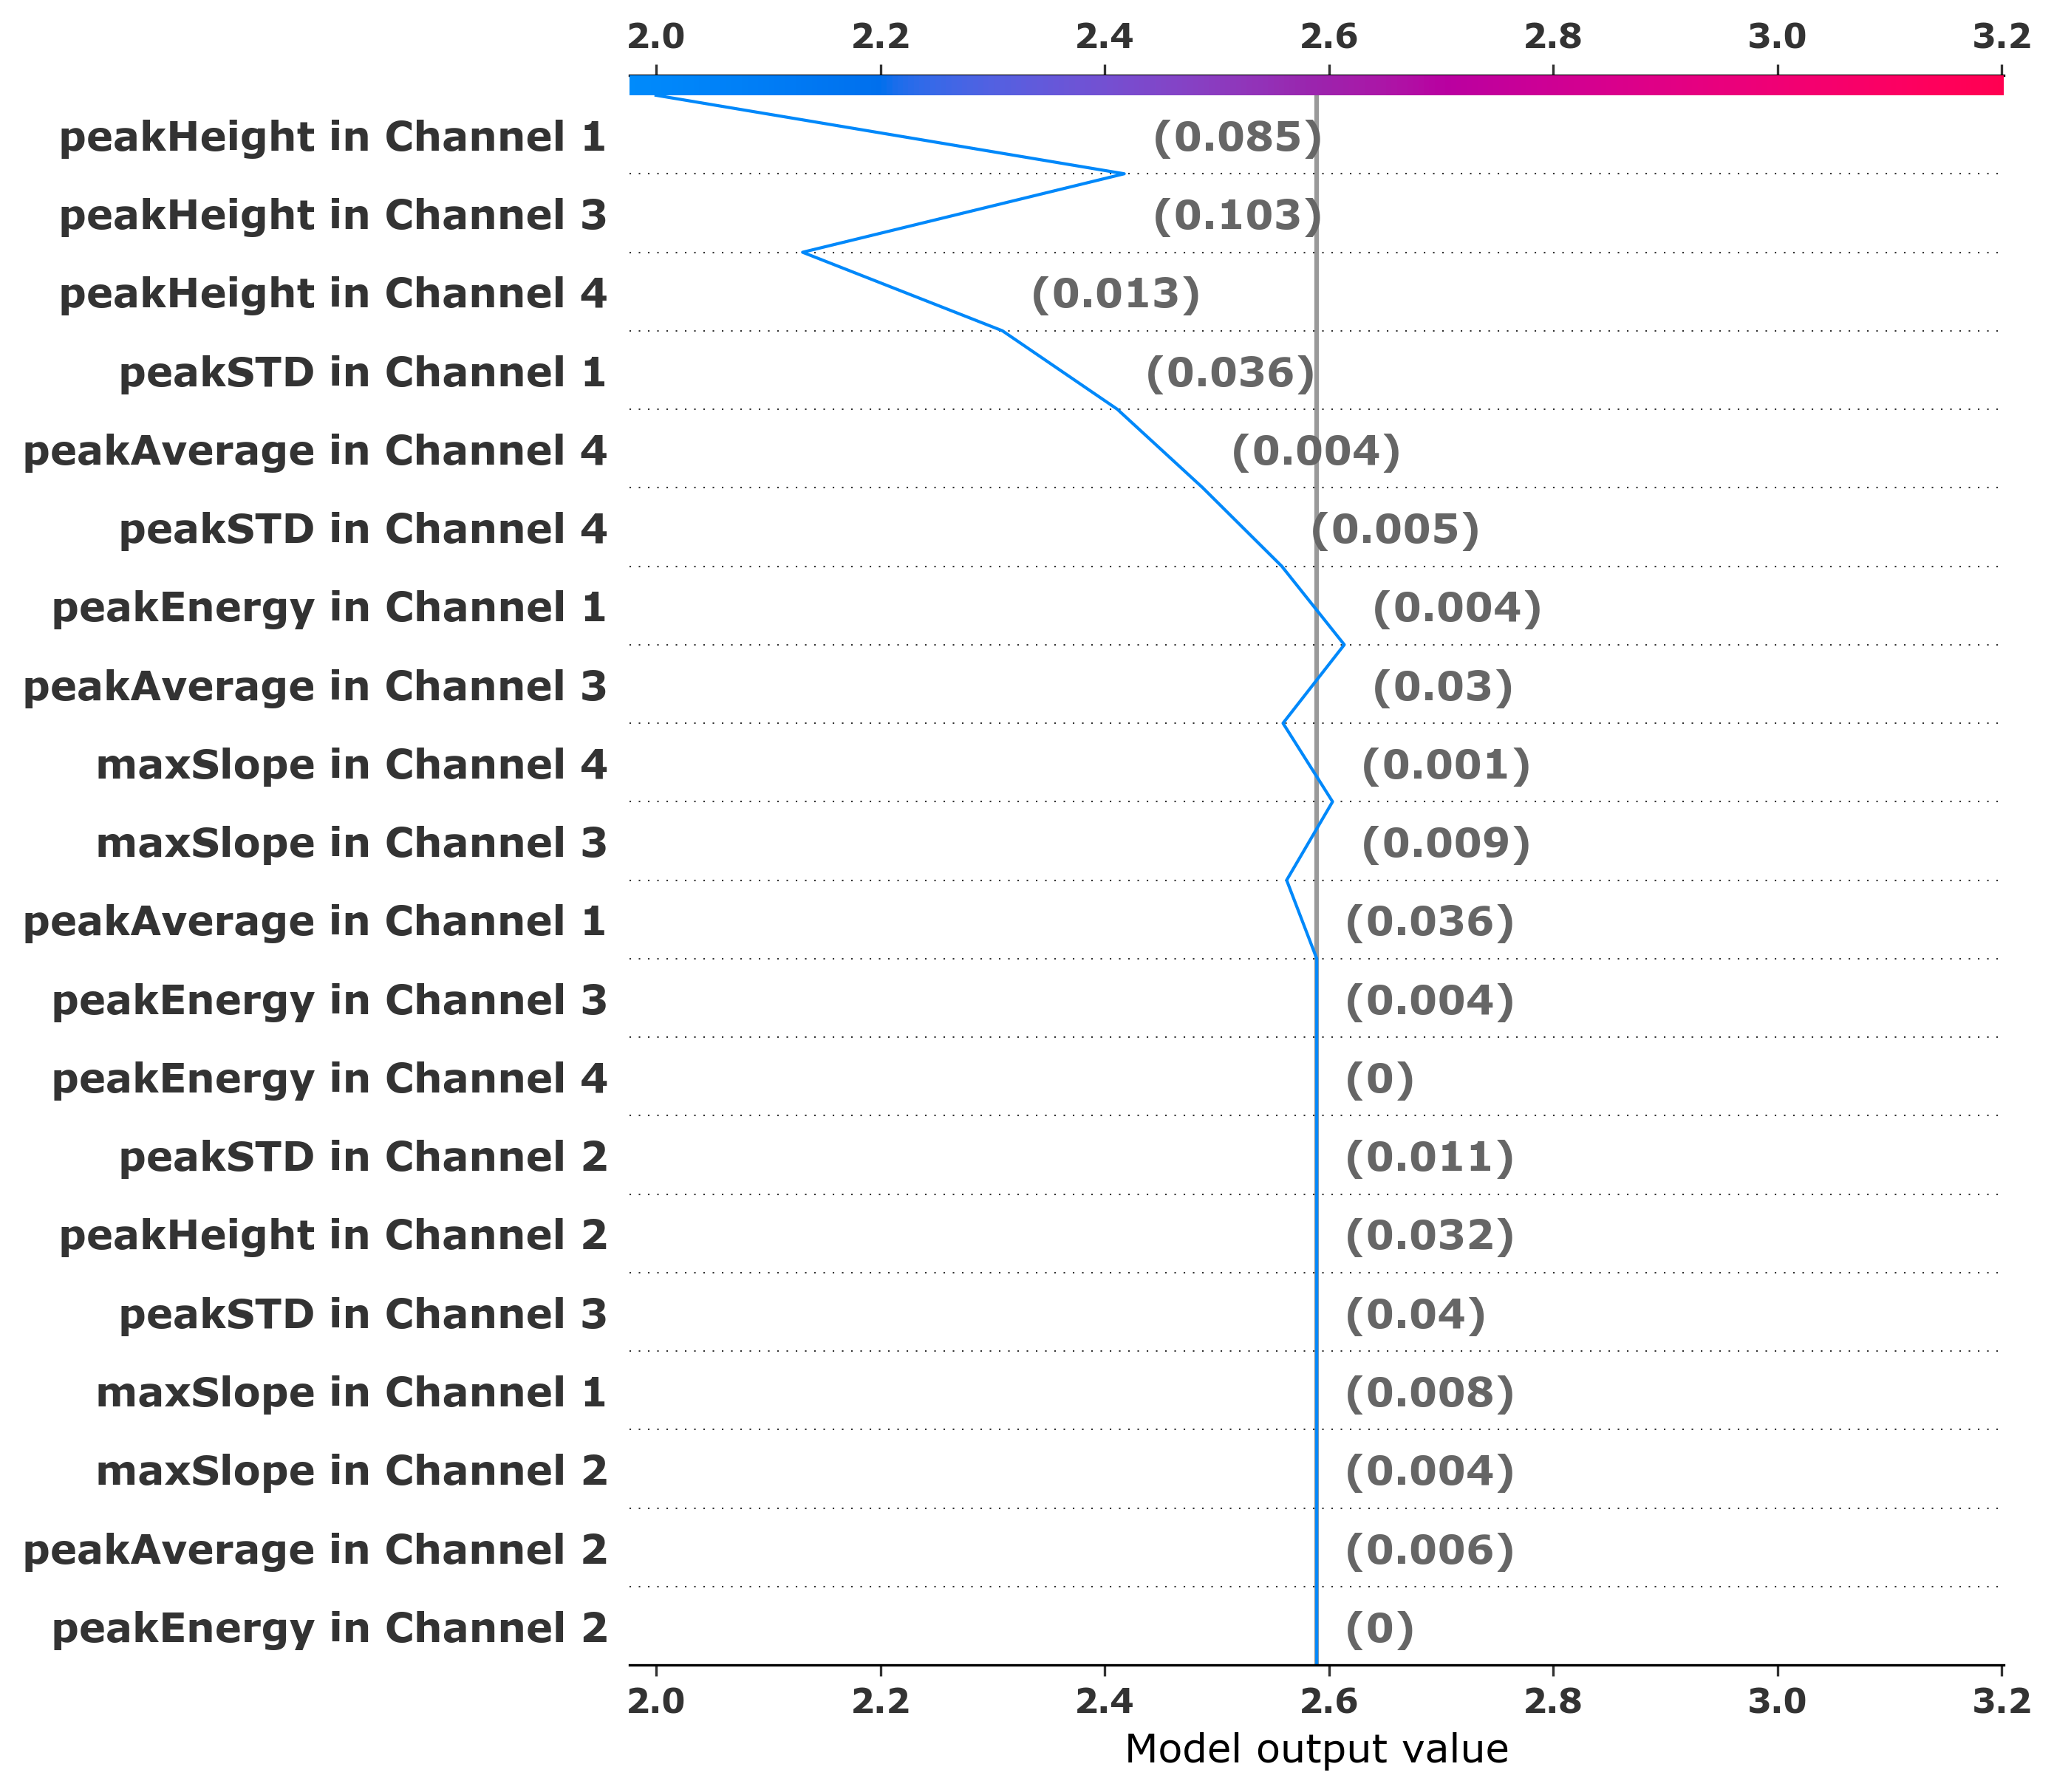 2.0 2.2 2.4 2.6 2.8 3.0 3.2
peakHeight in Channel 1 (0.085)
peakHeight in Channel 3 (0.103)
peakHeight in Channel 4 (0.013)
peakSTD in Channel 1 (0.036)
peakAverage in Channel 4 (0.004)
peakSTD in Channel 4 (0.005)
peakEnergy in Channel 1 (0.004)
peakAverage in Channel 3 (0.03)
maxSlope in Channel 4 (0.001)
maxSlope in Channel 3 (0.009)
peakAverage in Channel 1 (0.036)
peakEnergy in Channel 3 (0.004)
peakEnergy in Channel 4 (0)
peakSTD in Channel 2 (0.011)
peakHeight in Channel 2 (0.032)
peakSTD in Channel 3 (0.04)
maxSlope in Channel 1 (0.008)
maxSlope in Channel 2 (0.004)
peakAverage in Channel 2 (0.006)
peakEnergy in Channel 2 (0)
2.0 2.2 2.4 2.6 2.8 3.0 3.2
Model output value